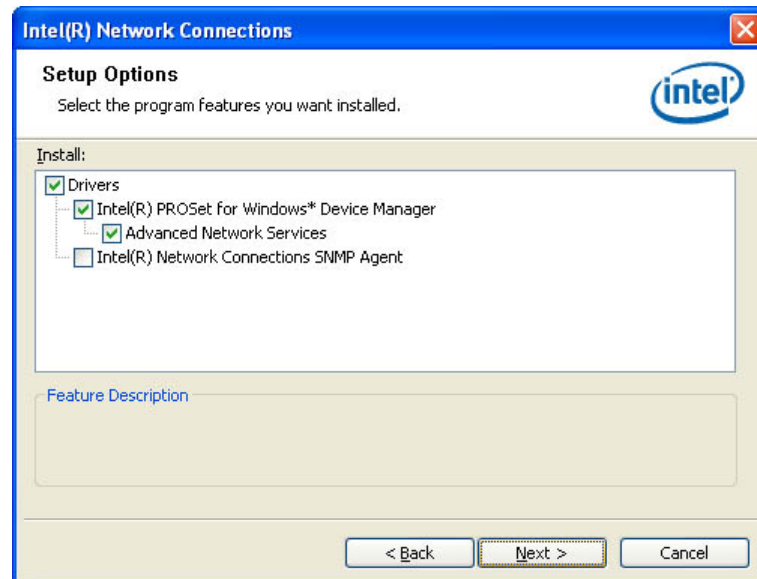 Intel(R) Network Connections
Setup Options
Select the program features you want installed.
intel
Install:
Drivers
Intel(R) PROSet for Windows* Device Manager
Advanced Network Services
Intel(R) Network Connections SNMP Agent
Feature Description
< Back
Next >
Cancel